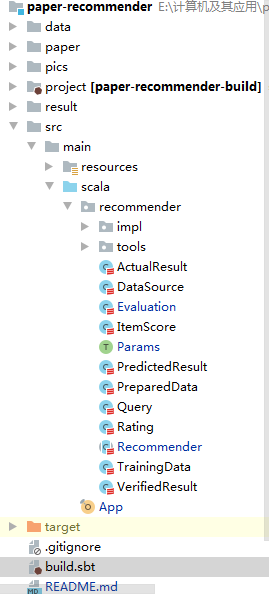 paper-recommender E:\计算机及其应用\p
data
paper
pics
project [paper-recommender-build]
result
src
main
resources
scala
recommender
impl
tools
ActualResult
DataSource
Evaluation
ItemScore
Params
PredictedResult
PreparedData
Query
Rating
Recommender
TrainingData
VerifiedResult
App
target
.gitignore
build.sbt
README.md